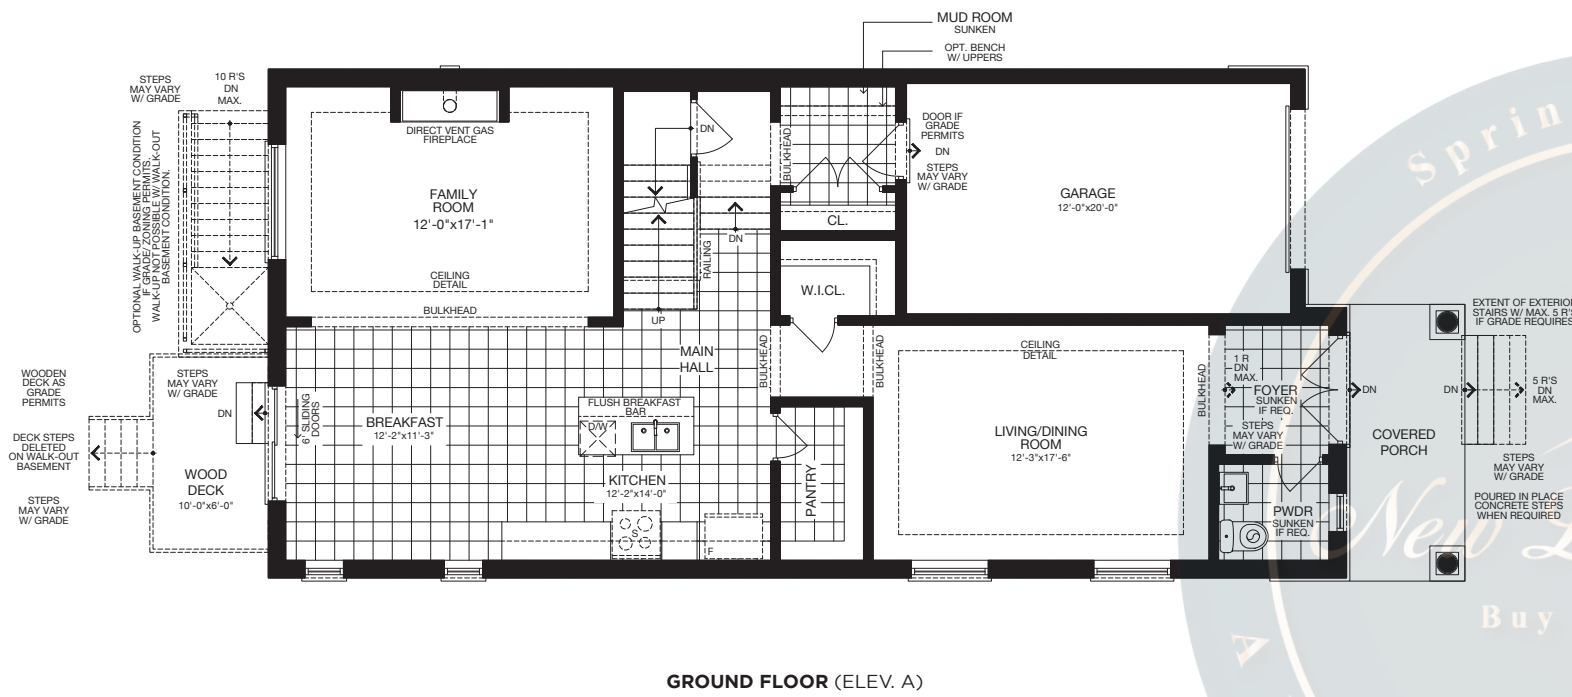 MUD ROOM
SUNKEN
OPT. BENCH
W/ UPPERS
STEPS
MAY VARY
W/ GRADE
10 R'S
DN
MAX.
OPTIONAL WALK-UP BASEMENT CONDITION
IF GRADE/ ZONING PERMITS.
WALK-UP NOT POSSIBLE W/ WALK-OUT
BASEMENT CONDITION.
DIRECT VENT GAS
FIREPLACE
FAMILY
ROOM
12'-0"x17'-1"
CEILING
DETAIL
BULKHEAD
DN
UP
RAILING
DN
BULKHEAD
CL.
DOOR IF
GRADE
PERMITS
DN
STEPS
MAY VARY
W/ GRADE
GARAGE
12'-0"x20'-0"
W.I.CL.
MAIN
HALL
BULKHEAD
BULKHEAD
WOODEN
DECK AS
GRADE
PERMITS
STEPS
MAY VARY
W/ GRADE
DN
6' SLIDING
DOORS
DECK STEPS
DELETED
ON WALK-OUT
BASEMENT
STEPS
MAY VARY
W/ GRADE
WOOD
DECK
10'-0"x6'-0"
BREAKFAST
12'-2"x11'-3"
FLUSH BREAKFAST
BAR
D/W
KITCHEN
12'-2"x14'-0"
S
F
PANTRY
CEILING
DETAIL
LIVING/DINING
ROOM
12'-3"x17'-6"
BULKHEAD
1 R
DN
MAX.
FOYER
SUNKEN
IF REQ.
STEPS
MAY VARY
W/ GRADE
DN
PWDR
SUNKEN
IF REQ.
COVERED
PORCH
DN
EXTENT OF EXTERIOR
STAIRS W/ MAX. 5 R'S
IF GRADE REQUIRES
5 R'S
DN
MAX.
STEPS
MAY VARY
W/ GRADE
POURED IN PLACE
CONCRETE STEPS
WHEN REQUIRED
Sprin
New
Buy
A
GROUND FLOOR (ELEV. A)